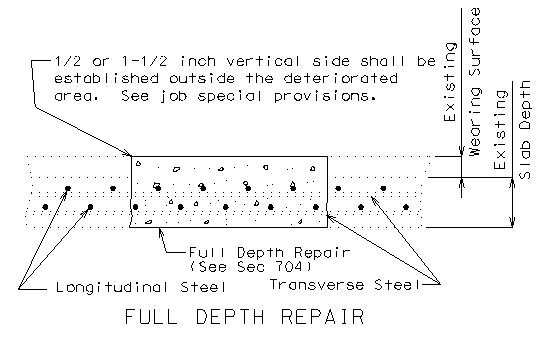 1/2 or 1-1/2 inch vertical side shall be
established outside the deteriorated
area. See job special provisions.
Existing
Wearing Surface
Existing
Slab Depth
Full Depth Repair
(See Sec 704)
Longitudinal Steel
Transverse Steel
FULL DEPTH REPAIR